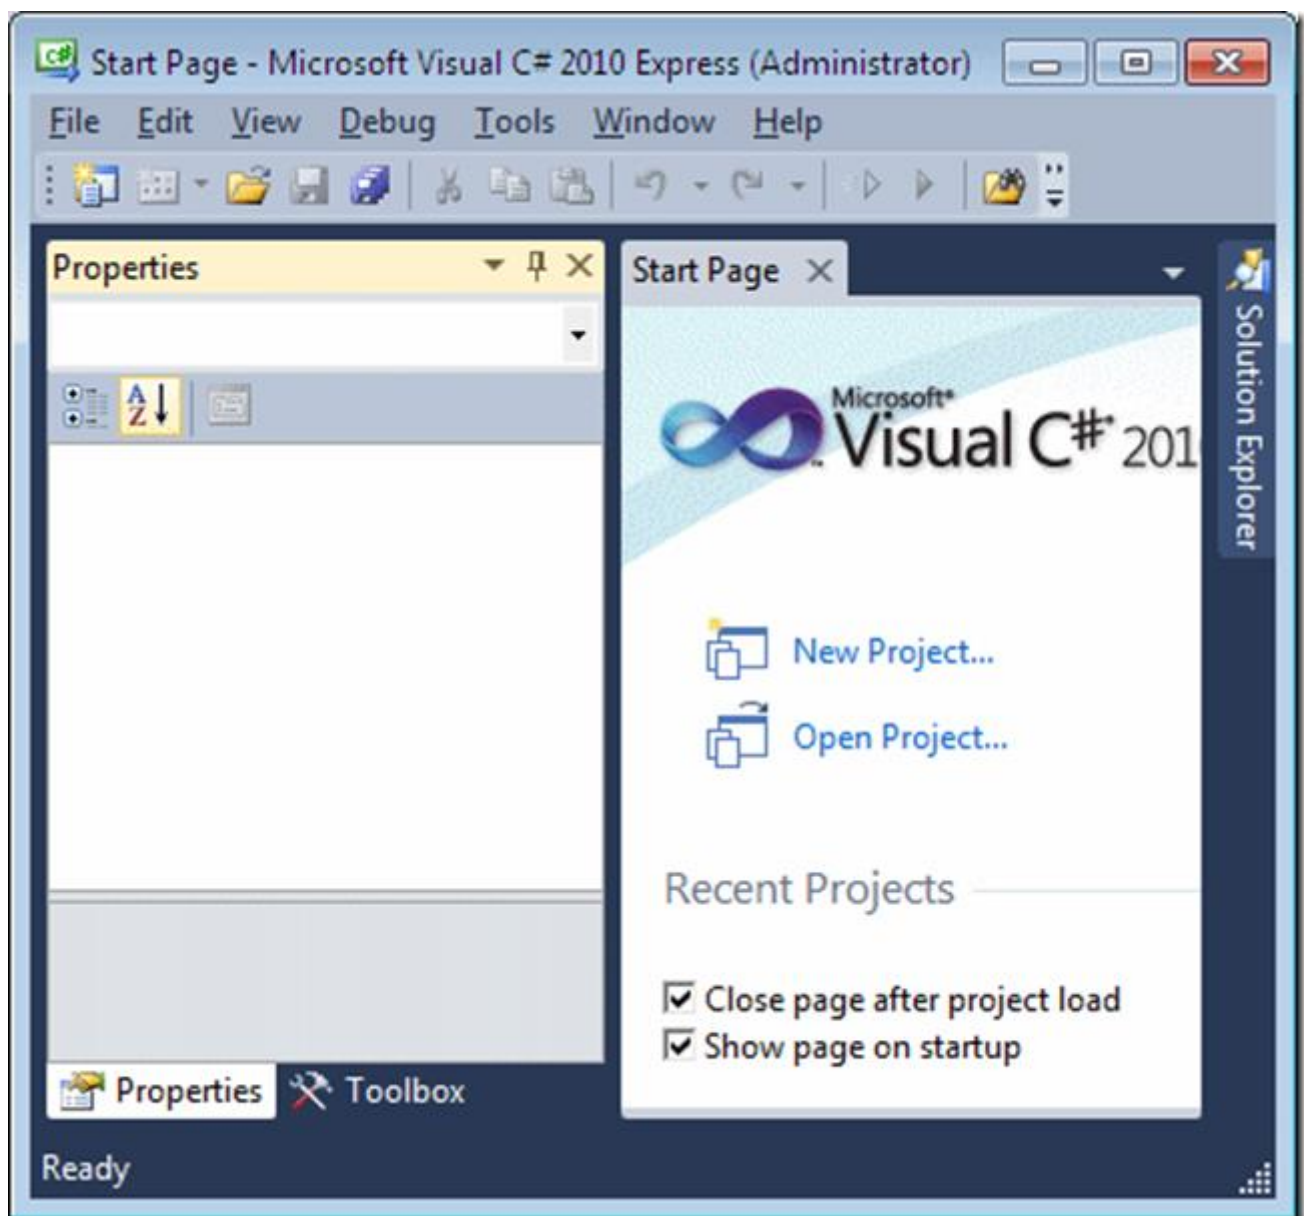 Start Page - Microsoft Visual C# 2010 Express (Administrator)
File Edit View Debug Tools Window Help
Properties
Start Page
Solution Explorer
Microsoft®
Visual C#® 201
New Project...
Open Project...
Recent Projects
Close page after project load
Show page on startup
Properties Toolbox
Ready